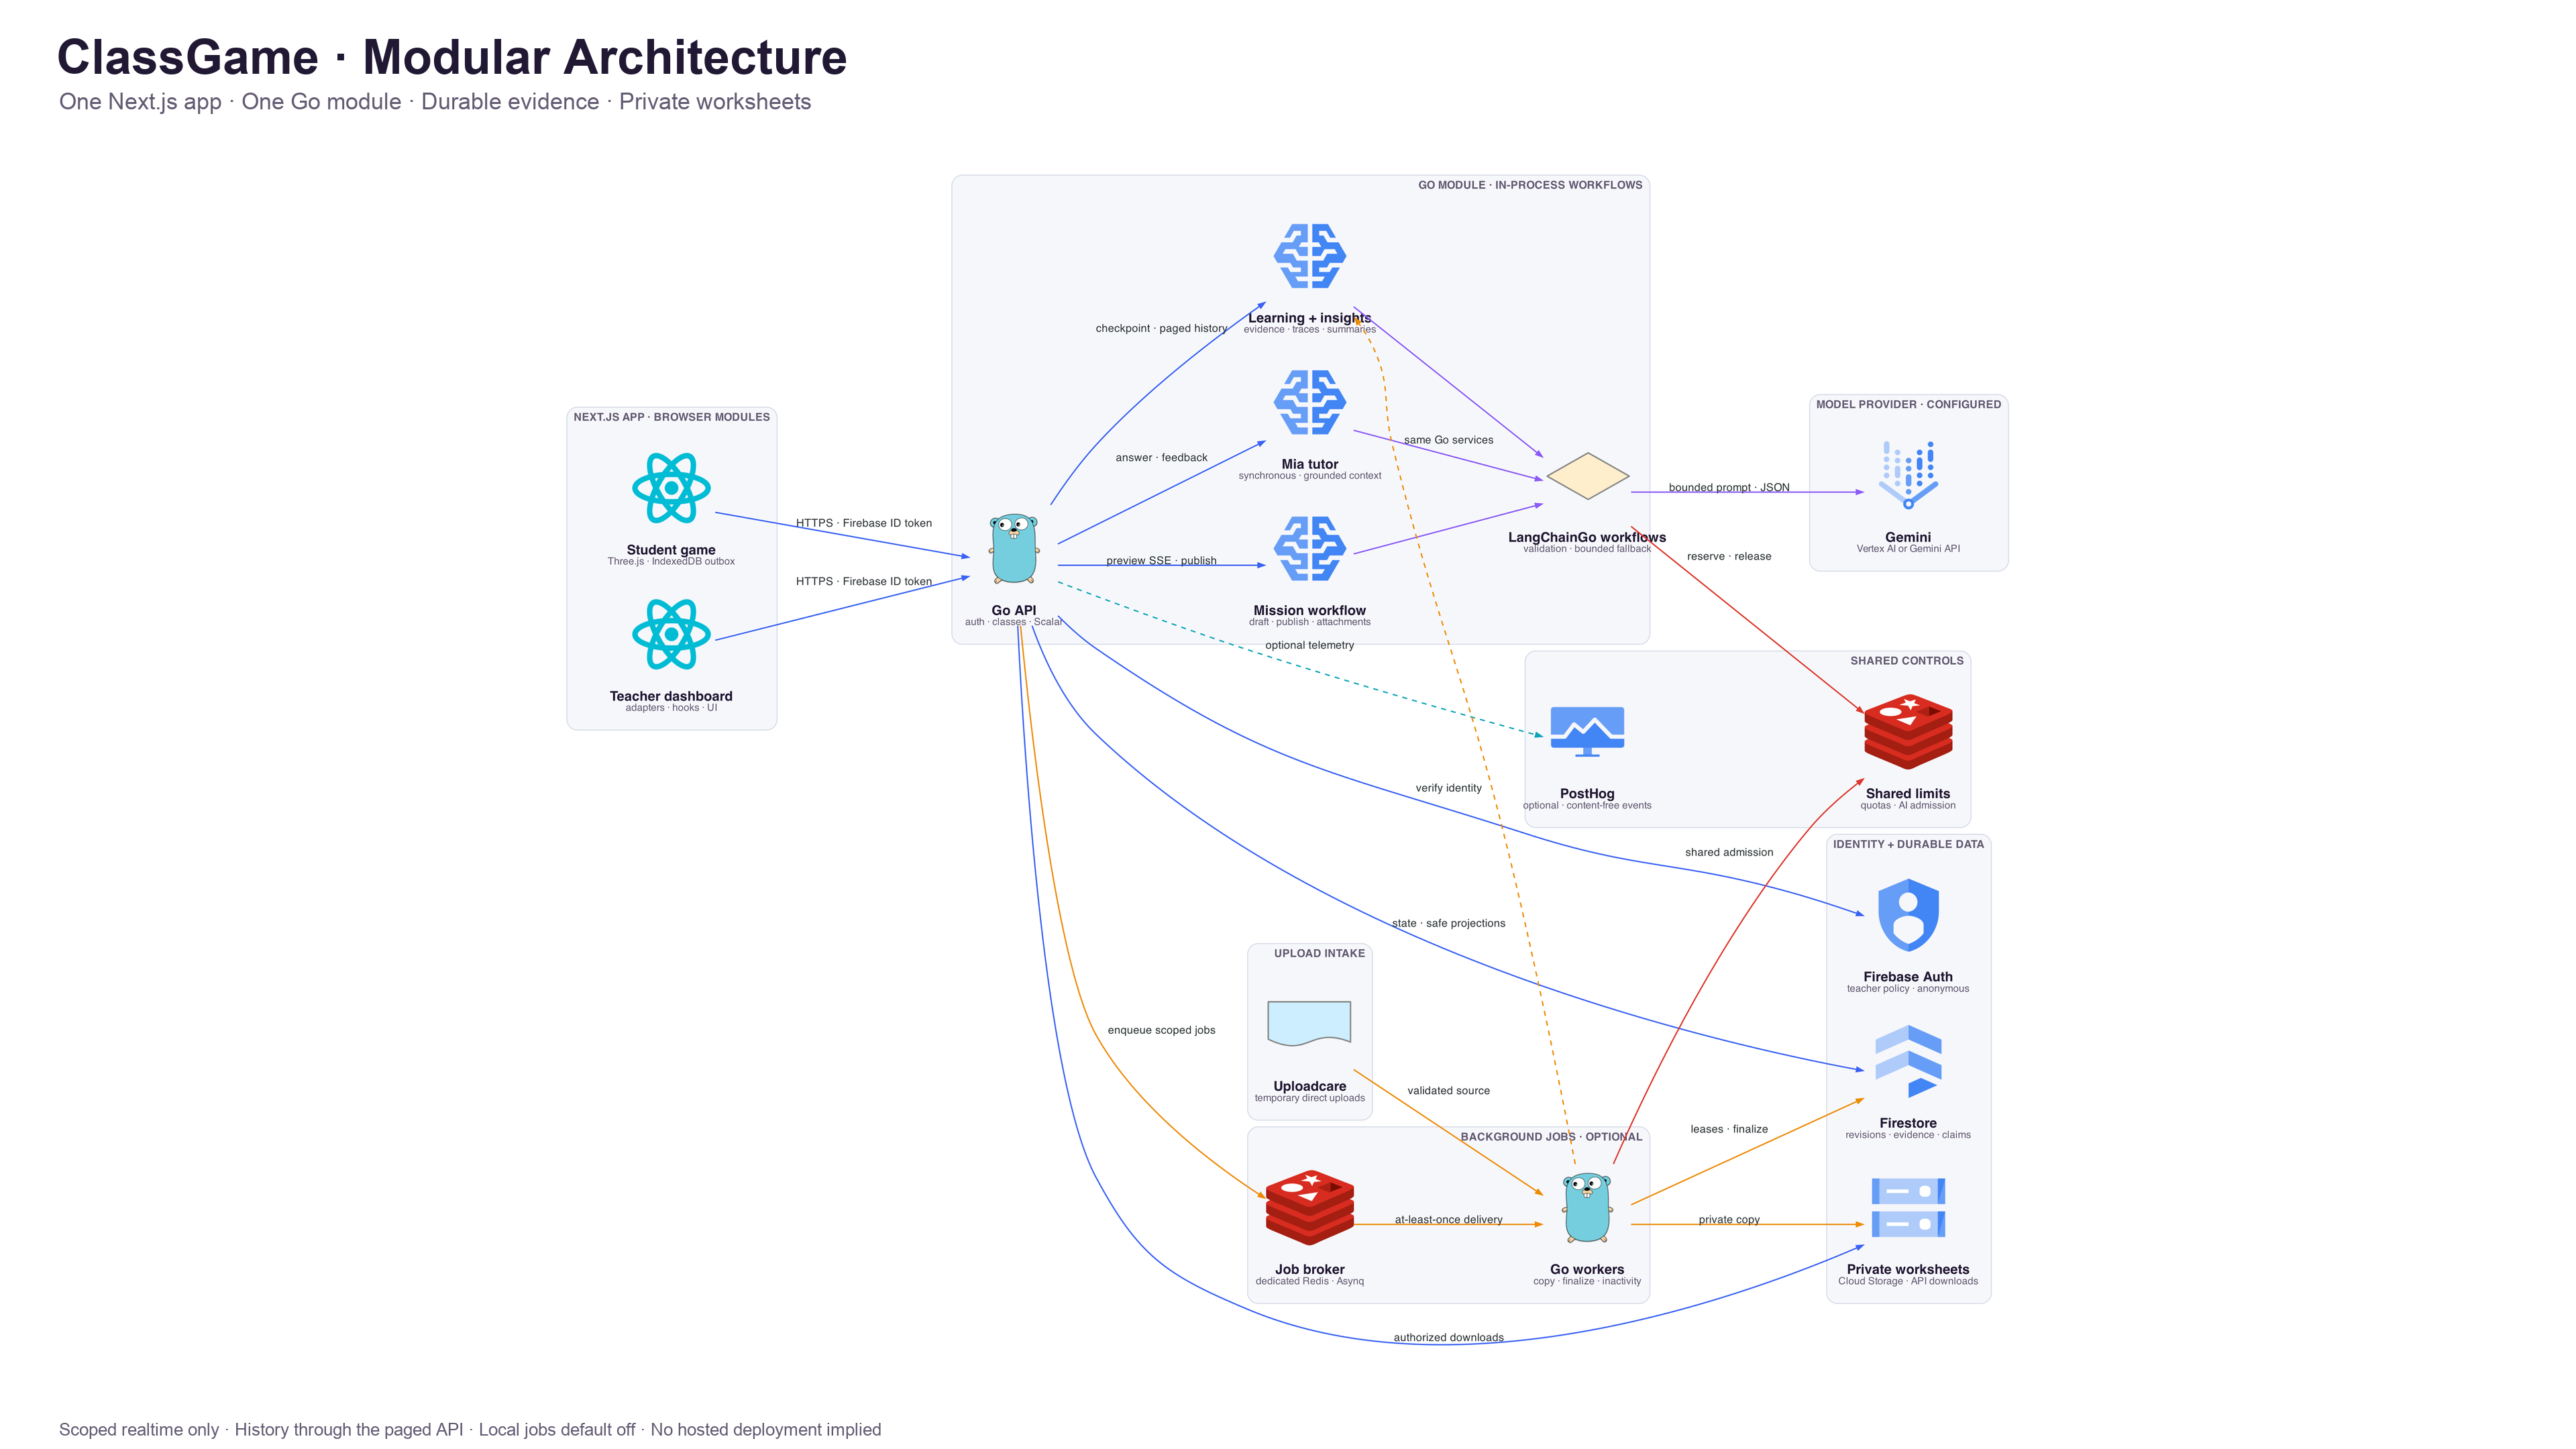 ClassGame · Modular Architecture
One Next.js app · One Go module · Durable evidence · Private worksheets
GO MODULE · IN-PROCESS WORKFLOWS
Learning + insights
evidence · traces · summaries
checkpoint · paged history
Mia tutor
synchronous · grounded context
answer · feedback
same Go services
Mission workflow
draft · publish · attachments
preview SSE · publish
Go API
auth · classes · Scalar
LangChainGo workflows
validation · bounded fallback
NEXT.JS APP · BROWSER MODULES
Student game
Three.js · IndexedDB outbox
Teacher dashboard
adapters · hooks · UI
HTTPS · Firebase ID token
HTTPS · Firebase ID token
MODEL PROVIDER · CONFIGURED
Gemini
Vertex AI or Gemini API
bounded prompt · JSON
reserve · release
optional telemetry
SHARED CONTROLS
PostHog
optional · content-free events
Shared limits
quotas · AI admission
verify identity
shared admission
IDENTITY + DURABLE DATA
Firebase Auth
teacher policy · anonymous
state · safe projections
Firestore
revisions · evidence · claims
Private worksheets
Cloud Storage · API downloads
UPLOAD INTAKE
Uploadcare
temporary direct uploads
enqueue scoped jobs
validated source
leases · finalize
BACKGROUND JOBS · OPTIONAL
Job broker
dedicated Redis · Asynq
at-least-once delivery
Go workers
copy · finalize · inactivity
private copy
authorized downloads
Scoped realtime only · History through the paged API · Local jobs default off · No hosted deployment implied